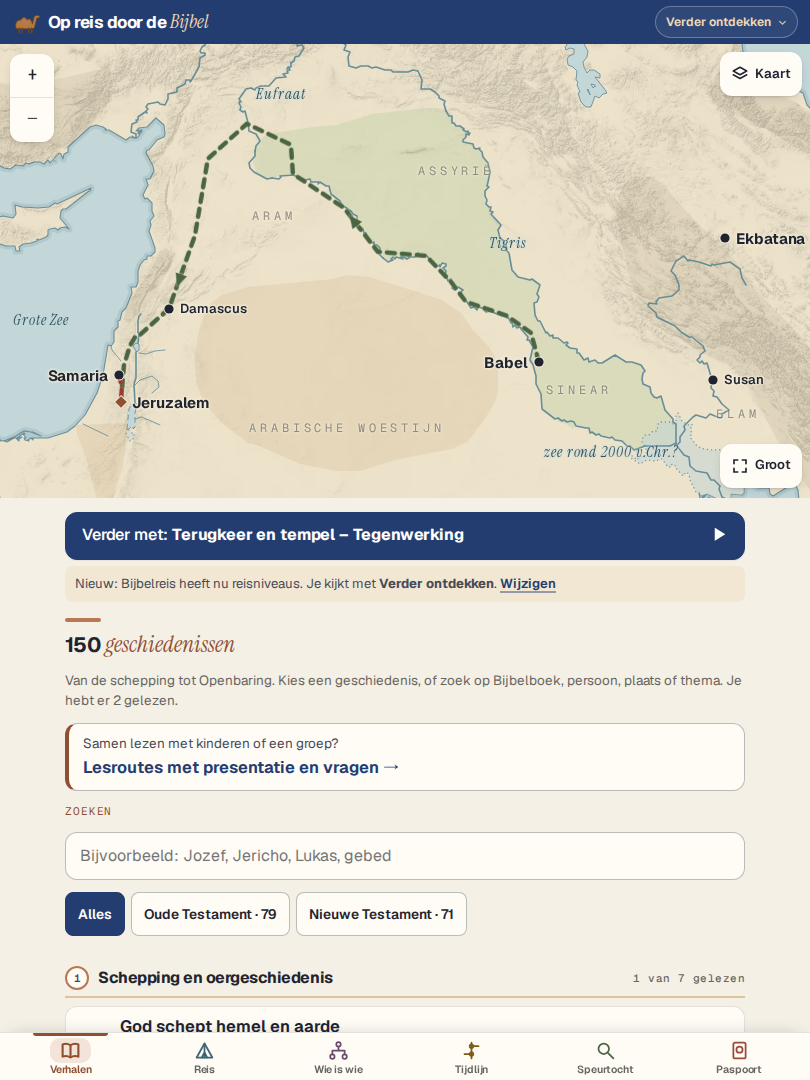 Op reis door de Bijbel
Verder ontdekken
+
−
Kaart
Eufraat
ASSYRIË
ARAM
Tigris
Ekbatana
Grote Zee
Damascus
Babel
Samaria
Susan
SINEAR
Jeruzalem
ELAM
ARABISCHE WOESTIJN
zee rond 2000 v.Chr.?
Groot
Verder met: Terugkeer en tempel – Tegenwerking
Nieuw: Bijbelreis heeft nu reisniveaus. Je kijkt met Verder ontdekken. Wijzigen
150 geschiedenissen
Van de schepping tot Openbaring. Kies een geschiedenis, of zoek op Bijbelboek, persoon, plaats of thema. Je
hebt er 2 gelezen.
Samen lezen met kinderen of een groep?
Lesroutes met presentatie en vragen →
ZOEKEN
Bijvoorbeeld: Jozef, Jericho, Lukas, gebed
Alles
Oude Testament · 79
Nieuwe Testament · 71
1 Schepping en oergeschiedenis
1 van 7 gelezen
God schept hemel en aarde
Verhalen
Reis
Wie is wie
Tijdlijn
Speurtocht
Paspoort